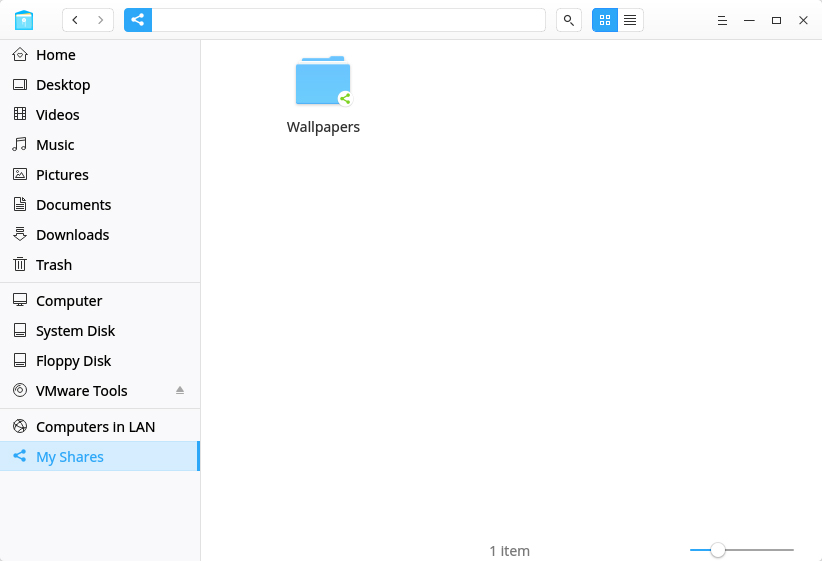 Home
Desktop
Videos
Music
Pictures
Documents
Downloads
Trash
Computer
System Disk
Floppy Disk
VMware Tools
Computers in LAN
My Shares
Wallpapers
1 item